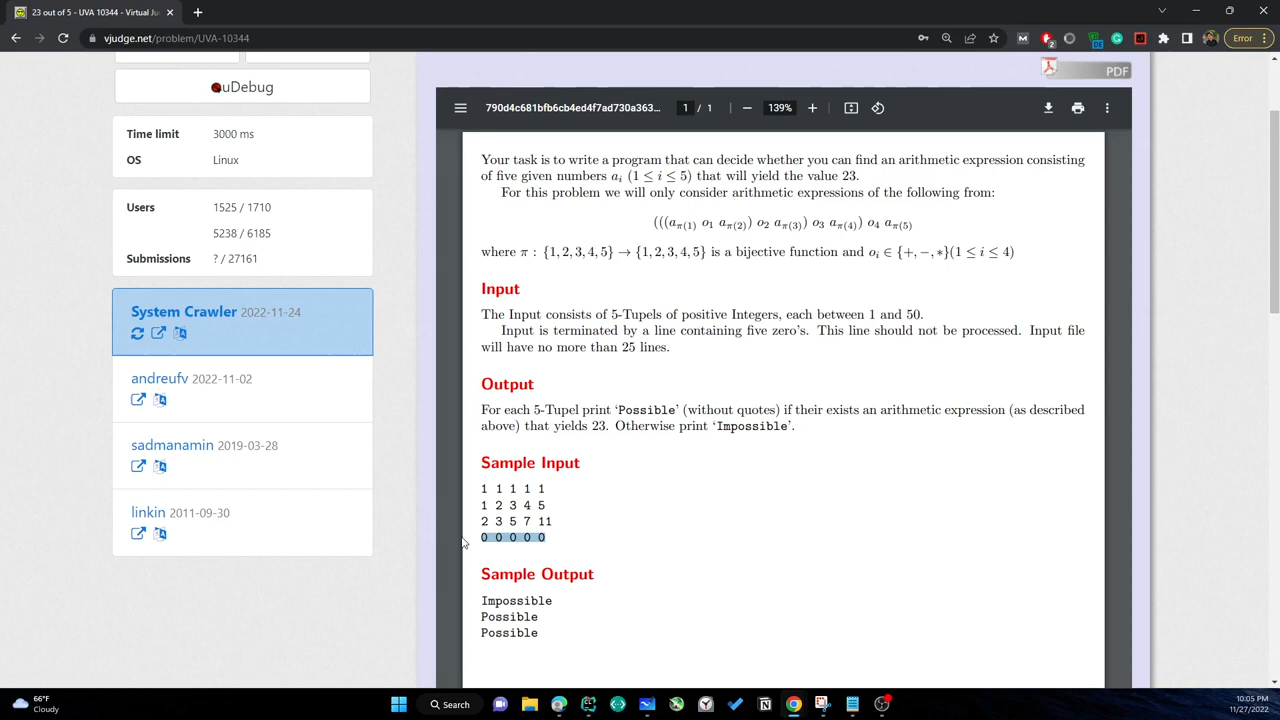 23 out of 5 - UVA 10344 - Virtual Ju
vjudge.net/problem/UVA-10344
Error
PDF
uDebug
790d4c681bfb6cb4ed4f7ad730a363...
1 / 1
139%
Time limit 3000 ms
OS Linux
Users 1525 / 1710
5238 / 6185
Submissions ? / 27161
System Crawler 2022-11-24
andreufv 2022-11-02
sadmanamin 2019-03-28
linkin 2011-09-30
Your task is to write a program that can decide whether you can find an arithmetic expression consisting
of five given numbers aᵢ (1 ≤ i ≤ 5) that will yield the value 23.
For this problem we will only consider arithmetic expressions of the following from:
(((a_π(1) o₁ a_π(2)) o₂ a_π(3)) o₃ a_π(4)) o₄ a_π(5)
where π : {1, 2, 3, 4, 5} → {1, 2, 3, 4, 5} is a bijective function and oᵢ ∈ {+, −, *}(1 ≤ i ≤ 4)
Input
The Input consists of 5-Tupels of positive Integers, each between 1 and 50.
Input is terminated by a line containing five zero's. This line should not be processed. Input file
will have no more than 25 lines.
Output
For each 5-Tupel print ‘Possible’ (without quotes) if their exists an arithmetic expression (as described
above) that yields 23. Otherwise print ‘Impossible’.
Sample Input
1 1 1 1 1
1 2 3 4 5
2 3 5 7 11
0 0 0 0 0
Sample Output
Impossible
Possible
Possible
66°F
Cloudy
Search
10:05 PM
11/27/2022